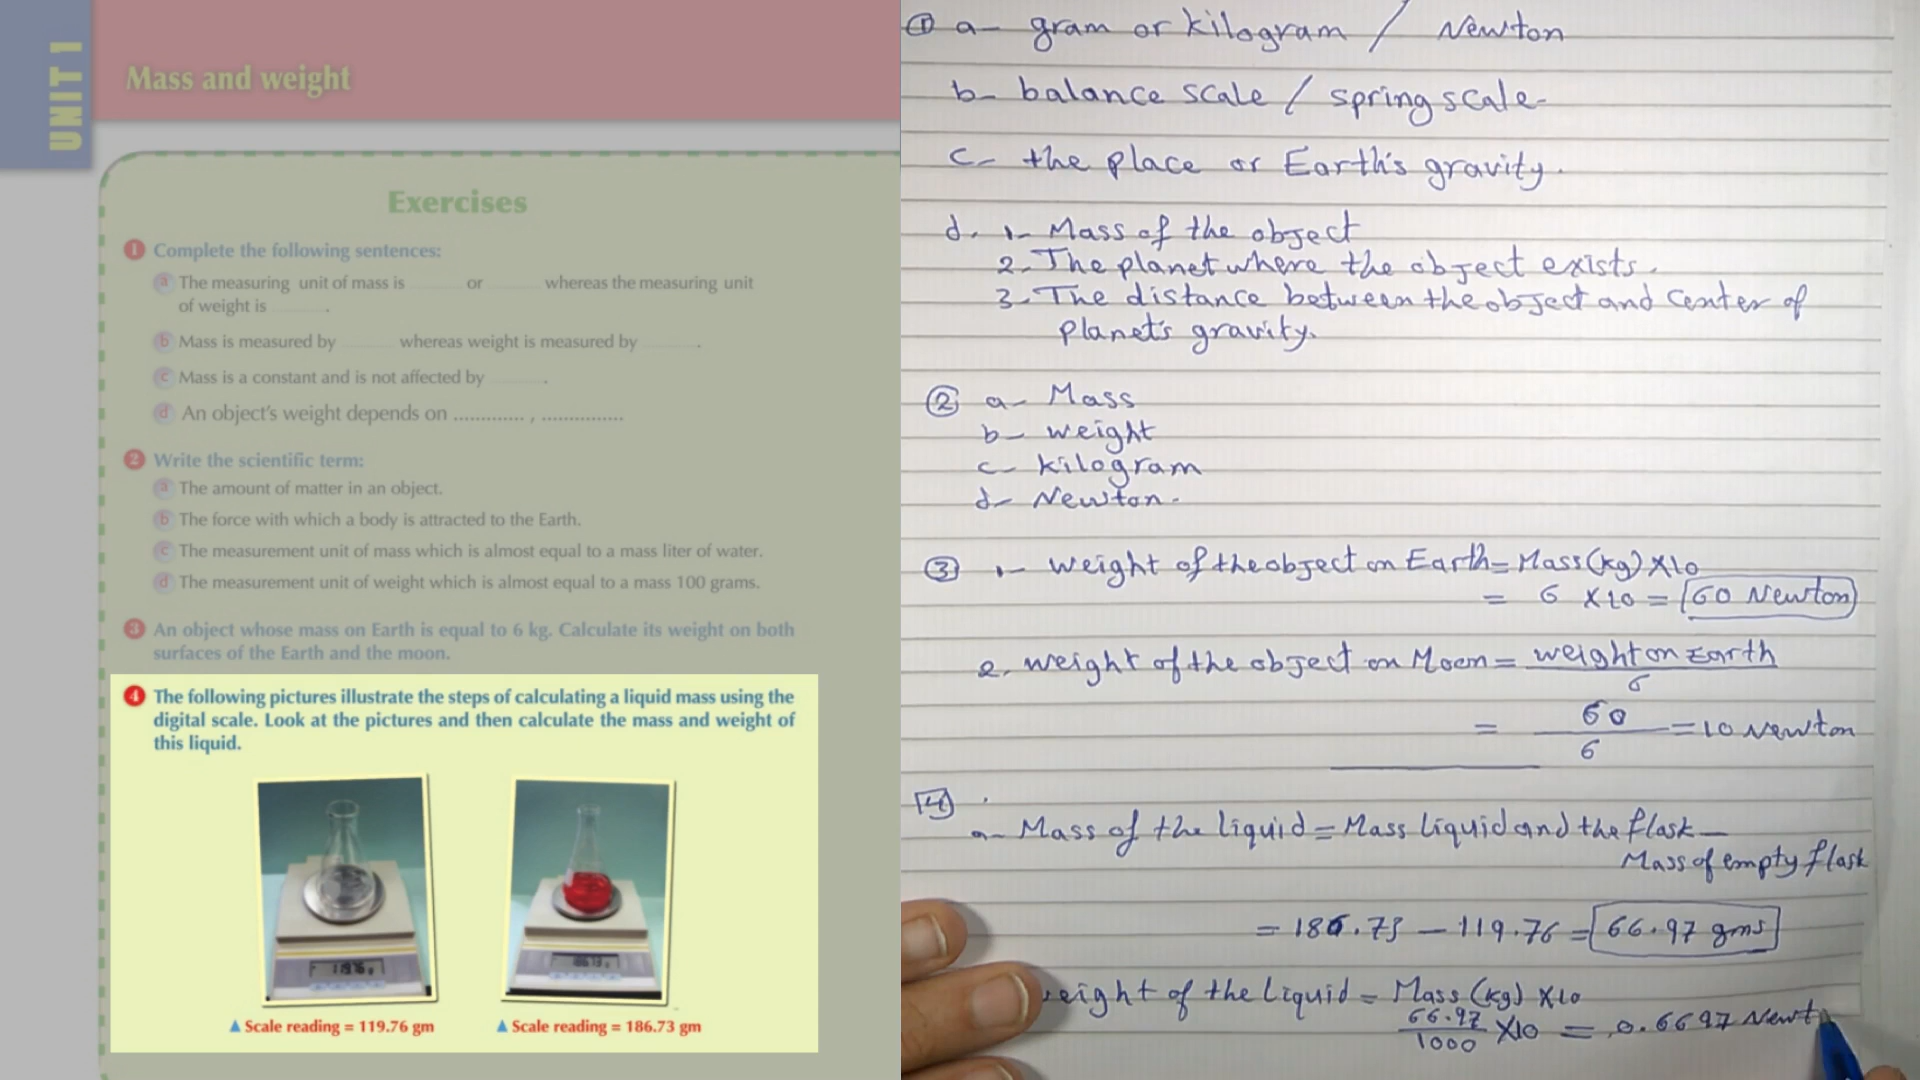 UNIT 1
Mass and weight
Exercises
1 Complete the following sentences:
a The measuring unit of mass is ........ or ........ whereas the measuring unit
of weight is ........ .
b Mass is measured by ........ whereas weight is measured by ........ .
c Mass is a constant and is not affected by ........ .
d An object's weight depends on ............. , ...............
2 Write the scientific term:
a The amount of matter in an object.
b The force with which a body is attracted to the Earth.
c The measurement unit of mass which is almost equal to a mass liter of water.
d The measurement unit of weight which is almost equal to a mass 100 grams.
3 An object whose mass on Earth is equal to 6 kg. Calculate its weight on both
surfaces of the Earth and the moon.
4 The following pictures illustrate the steps of calculating a liquid mass using the
digital scale. Look at the pictures and then calculate the mass and weight of
this liquid.
119.76 g
186.73 g
▲ Scale reading = 119.76 gm
▲ Scale reading = 186.73 gm
① a- gram or kilogram / Newton
b- balance scale / spring scale-
c- the place or Earth's gravity.
d. 1- Mass of the object
2. The planet where the object exists.
3- The distance between the object and center of
planet's gravity.
② a- Mass
b- weight
c- kilogram
d- Newton-
③ 1- weight of the object on Earth = Mass (kg) x10
= 6 x10 = 60 Newton
2. weight of the object on Moon = weight on Earth
6
= 60 = 10 Newton
6
4
a- Mass of the liquid = Mass liquid and the flask -
Mass of empty flask
= 186.73 - 119.76 = 66.97 gms
eight of the liquid = Mass (kg) x10
66.97 x10 = 0.6697 Newt
1000